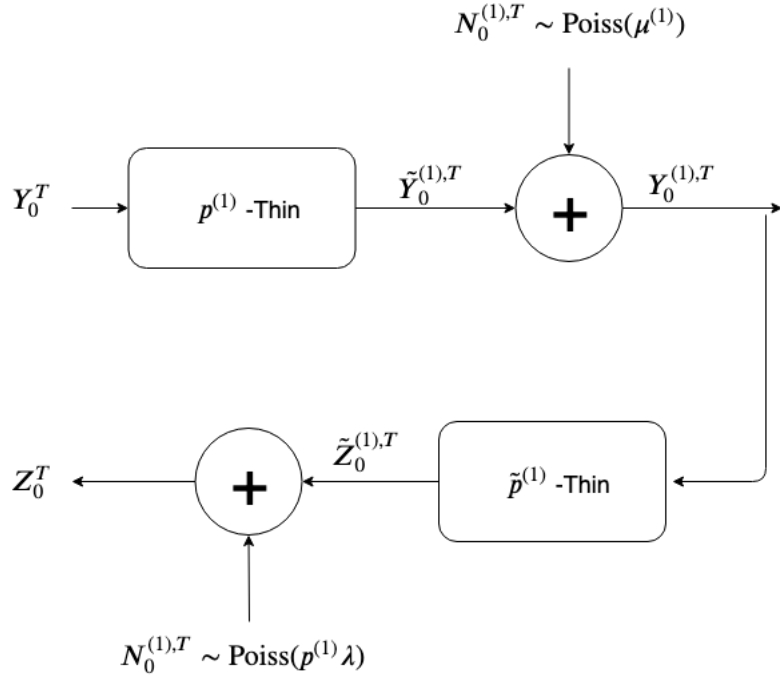 N_0^{(1),T} ∼ Poiss(μ^{(1)})
Y_0^T
p^{(1)} -Thin
Ỹ_0^{(1),T}
+
Y_0^{(1),T}
Z_0^T
+
Z̃_0^{(1),T}
p̃^{(1)} -Thin
N_0^{(1),T} ∼ Poiss(p^{(1)} λ)